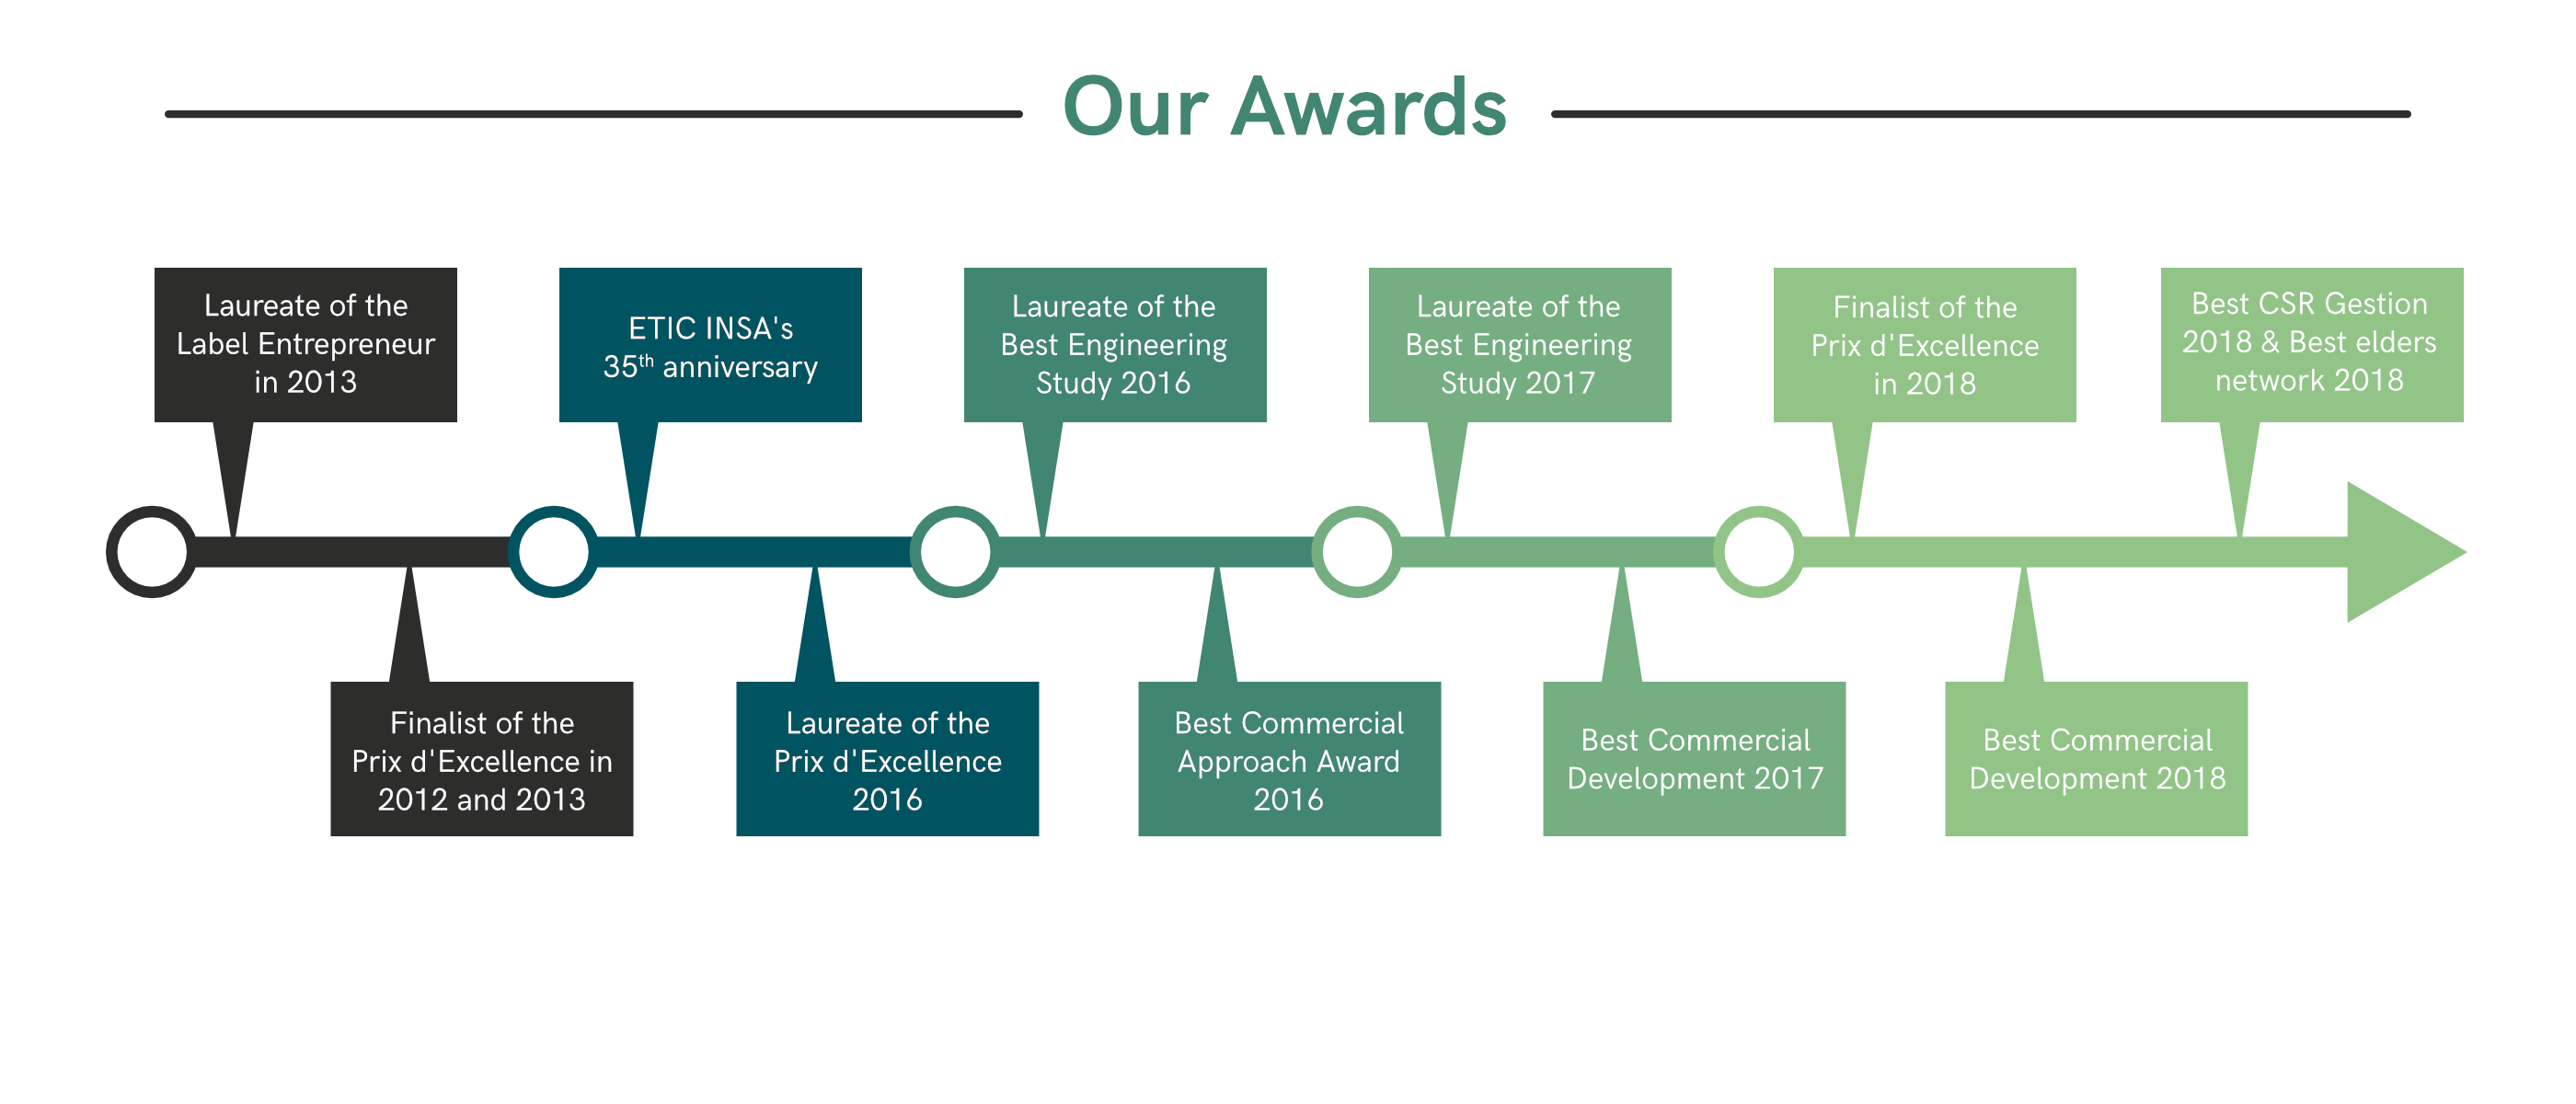 Our Awards
Laureate of the
Label Entrepreneur
in 2013
ETIC INSA's
35th anniversary
Laureate of the
Best Engineering
Study 2016
Laureate of the
Best Engineering
Study 2017
Finalist of the
Prix d'Excellence
in 2018
Best CSR Gestion
2018 & Best elders
network 2018
Finalist of the
Prix d'Excellence in
2012 and 2013
Laureate of the
Prix d'Excellence
2016
Best Commercial
Approach Award
2016
Best Commercial
Development 2017
Best Commercial
Development 2018